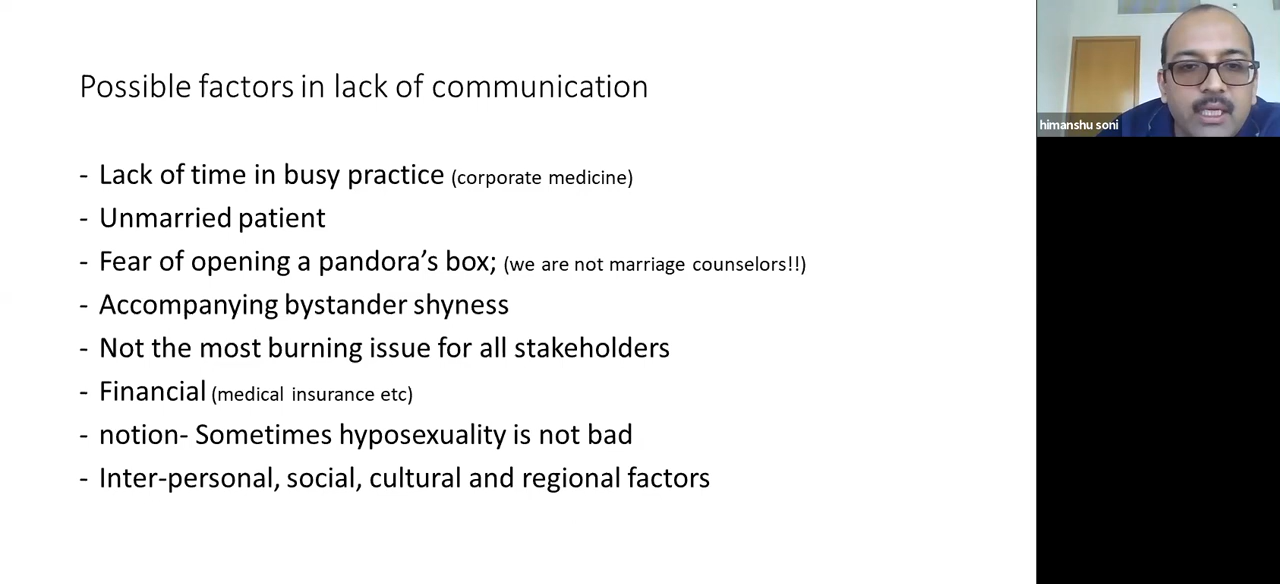 Possible factors in lack of communication
- Lack of time in busy practice (corporate medicine)
- Unmarried patient
- Fear of opening a pandora’s box; (we are not marriage counselors!!)
- Accompanying bystander shyness
- Not the most burning issue for all stakeholders
- Financial (medical insurance etc)
- notion- Sometimes hyposexuality is not bad
- Inter-personal, social, cultural and regional factors
himanshu soni